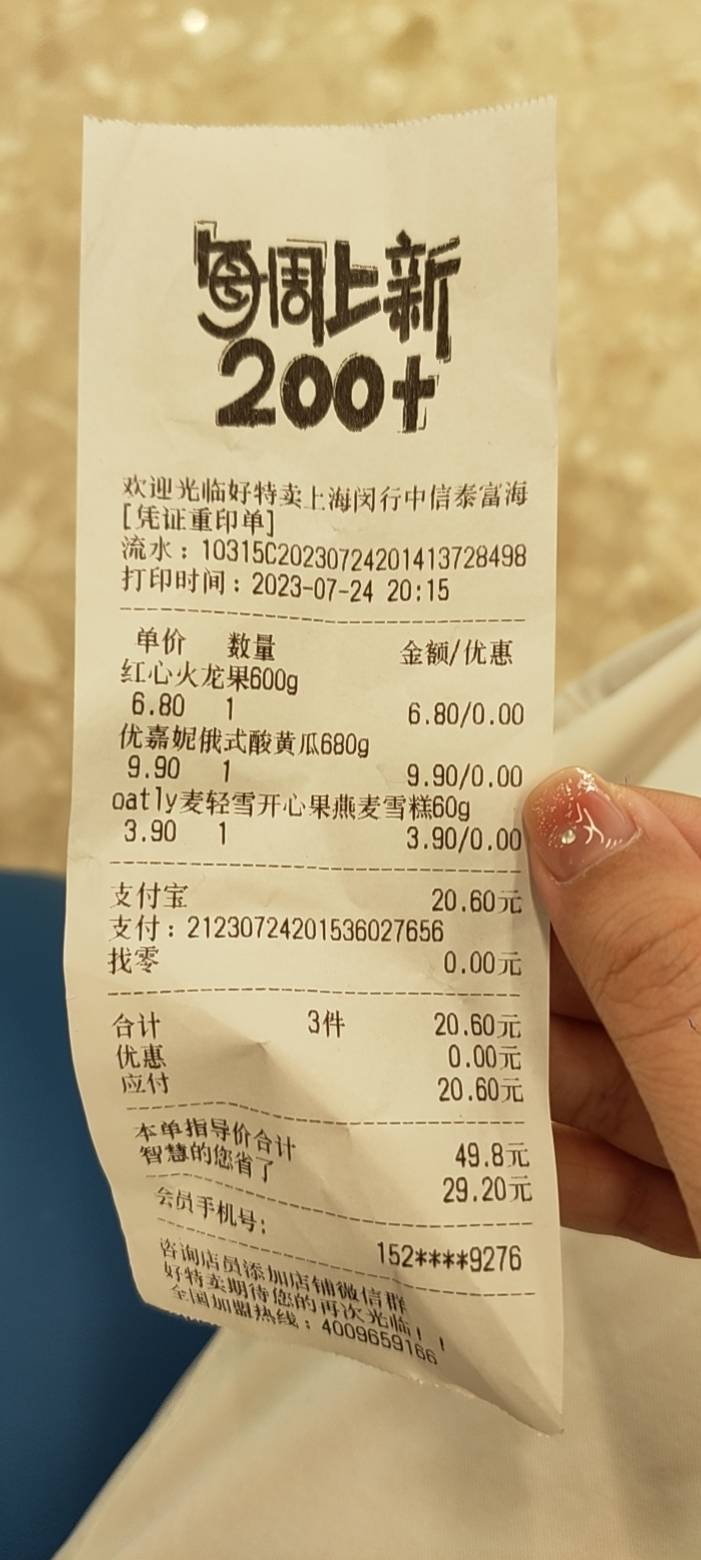 每周上新
200+
欢迎光临好特卖上海闵行中信泰富海
[凭证重印单]
流水：10315C20230724201413728498
打印时间：2023-07-24 20:15
单价 数量 金额/优惠
红心火龙果600g
6.80 1 6.80/0.00
优嘉妮俄式酸黄瓜680g
9.90 1 9.90/0.00
oatly麦轻雪开心果燕麦雪糕60g
3.90 1 3.90/0.00
支付宝 20.60元
支付：21230724201536027656
找零 0.00元
合计 3件 20.60元
优惠 0.00元
应付 20.60元
本单指导价合计 49.8元
智慧的您省了 29.20元
会员手机号： 152****9276
咨询店员添加店铺微信群
好特卖期待您的再次光临！！
全国加盟热线：4009659166